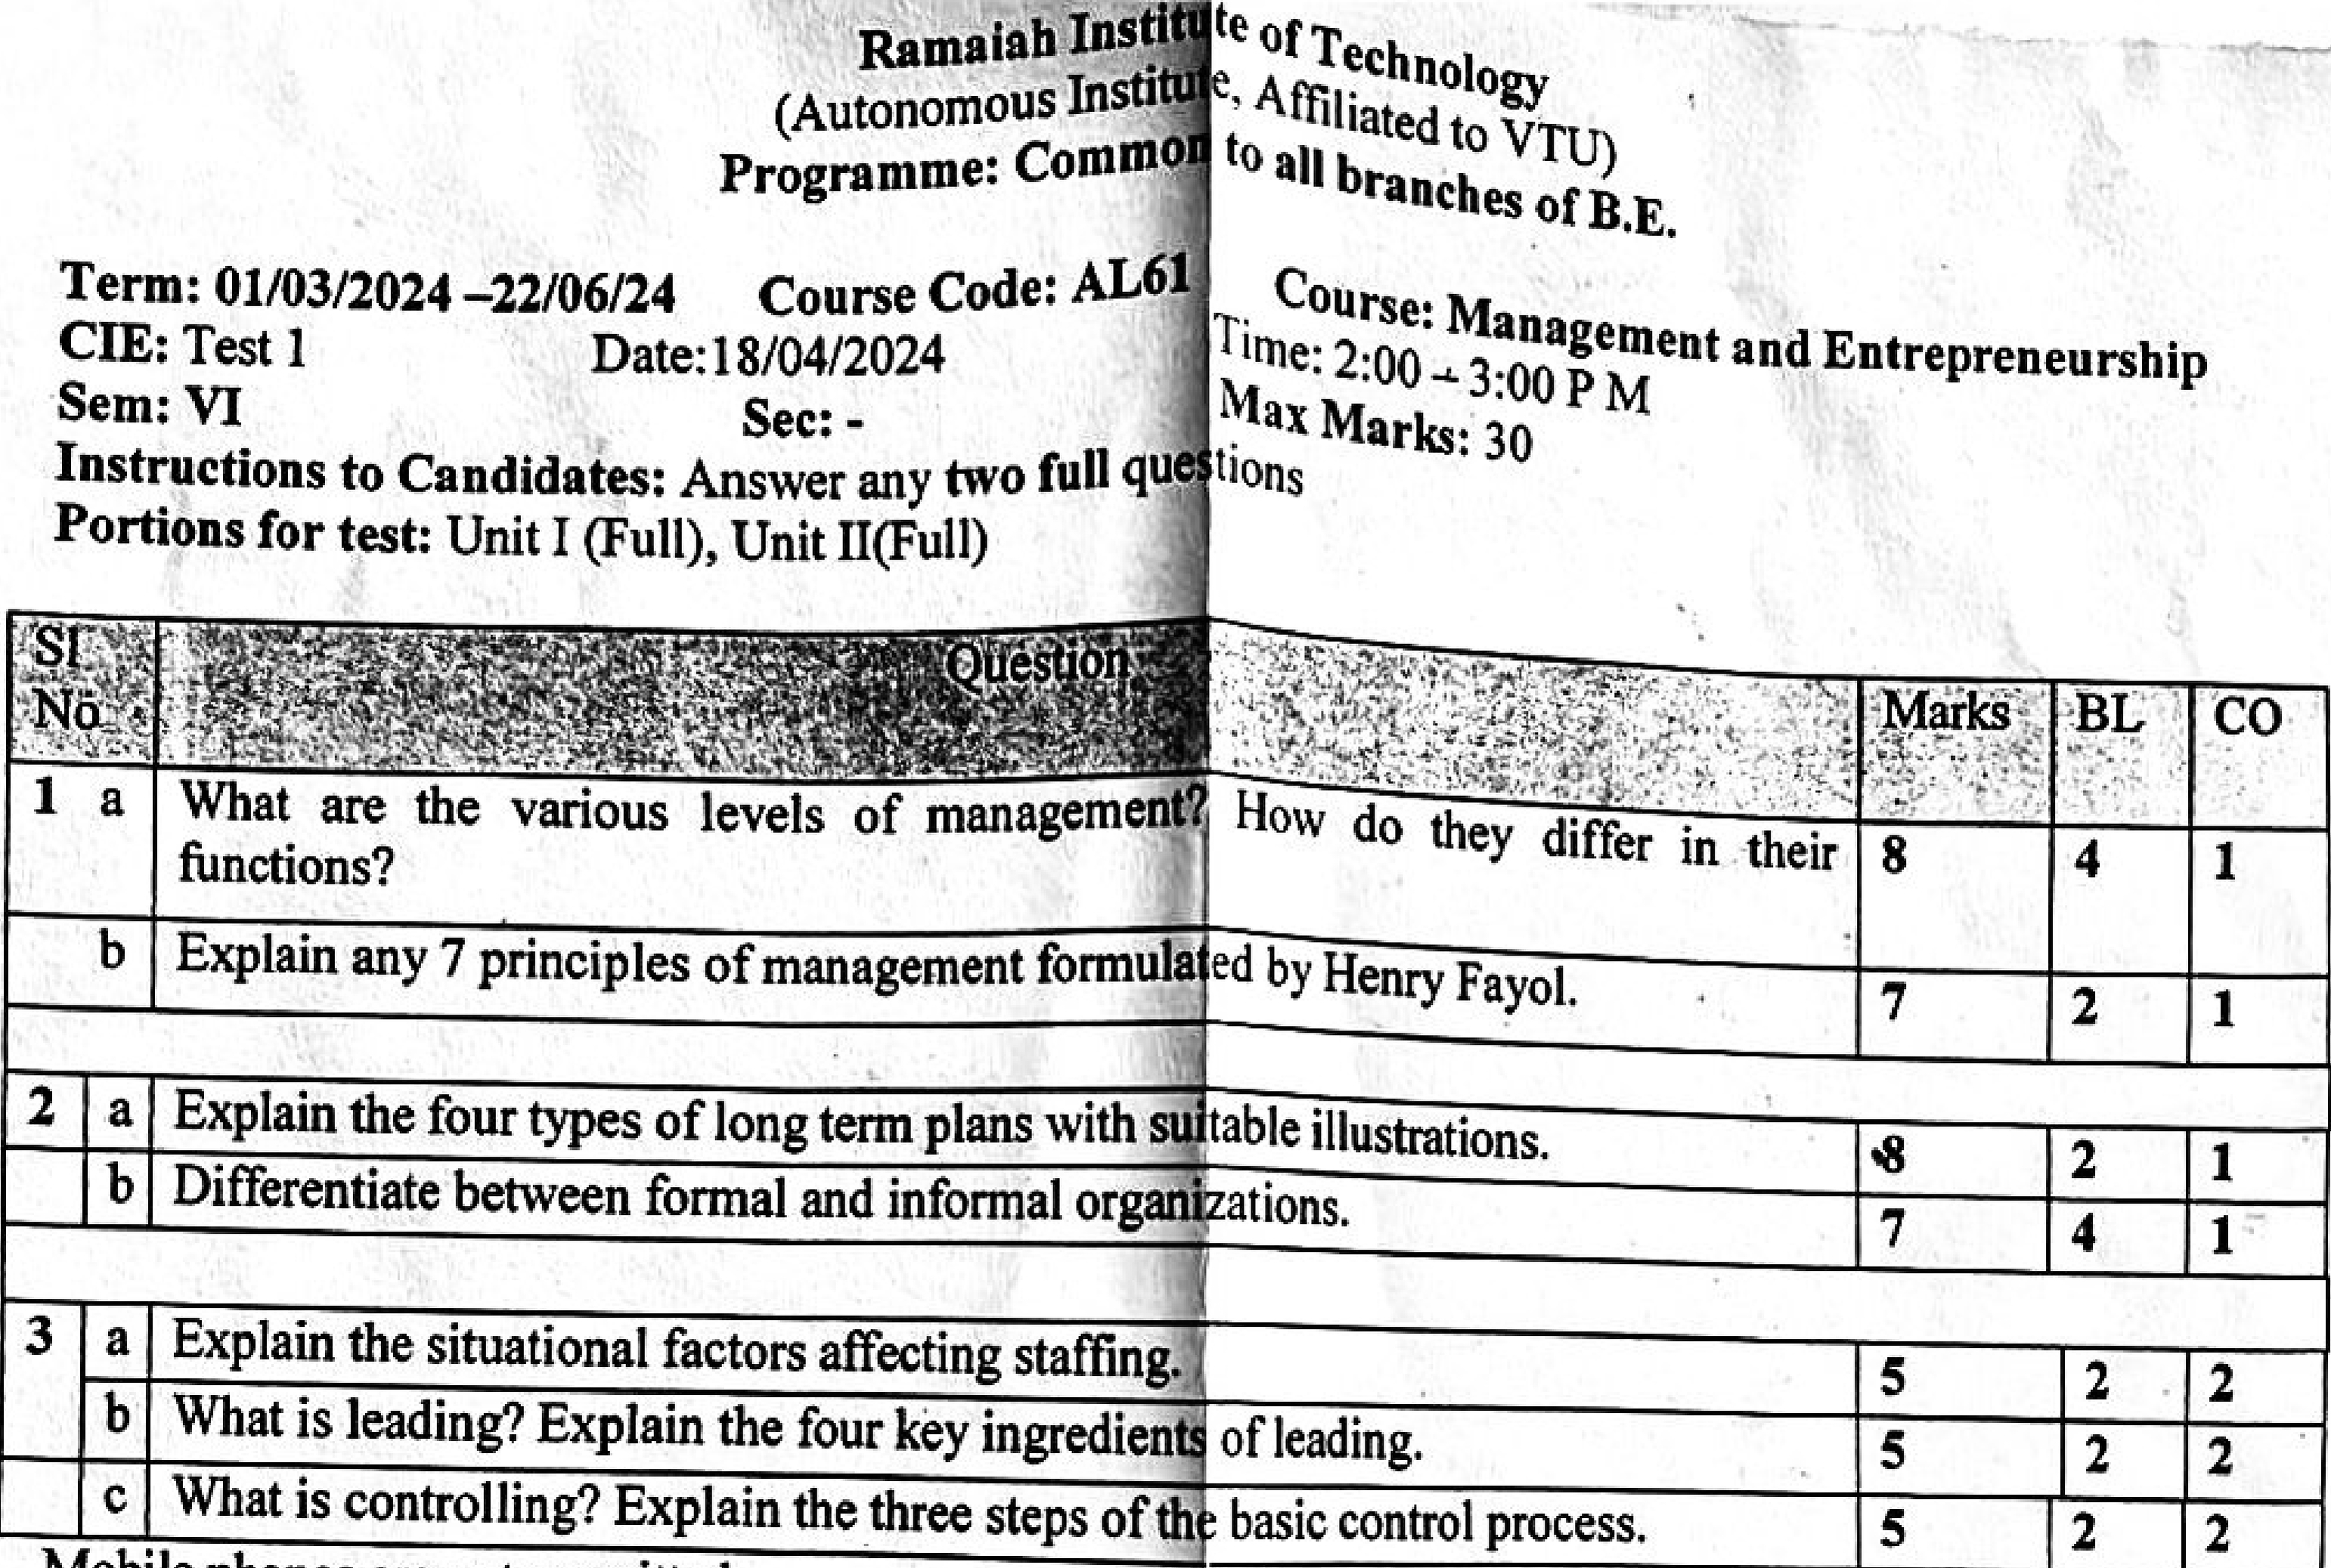 Ramaiah Institute of Technology
(Autonomous Institute, Affiliated to VTU)
Programme: Common to all branches of B.E.
Term: 01/03/2024 –22/06/24 Course Code: AL61 Course: Management and Entrepreneurship
CIE: Test 1 Date:18/04/2024 Time: 2:00 – 3:00 P M
Sem: VI Sec: - Max Marks: 30
Instructions to Candidates: Answer any two full questions
Portions for test: Unit I (Full), Unit II(Full)
Sl No Question Marks BL CO
1 a What are the various levels of management? How do they differ in their 8 4 1
functions?
b Explain any 7 principles of management formulated by Henry Fayol. 7 2 1
2 a Explain the four types of long term plans with suitable illustrations. 8 2 1
b Differentiate between formal and informal organizations. 7 4 1
3 a Explain the situational factors affecting staffing. 5 2 2
b What is leading? Explain the four key ingredients of leading. 5 2 2
c What is controlling? Explain the three steps of the basic control process. 5 2 2
Mobile phones